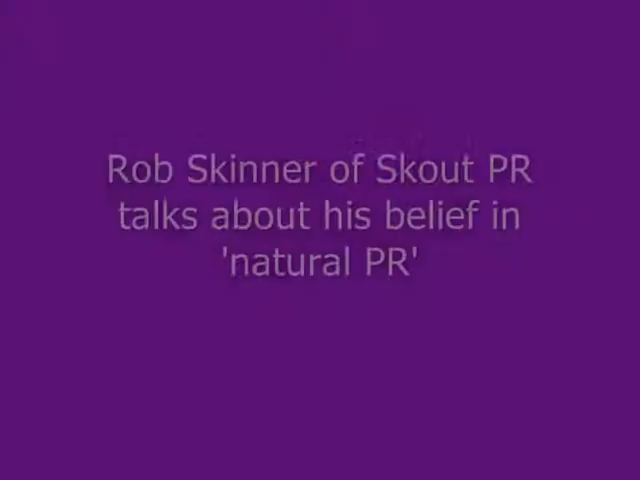 Rob Skinner of Skout PR
talks about his belief in
'natural PR'